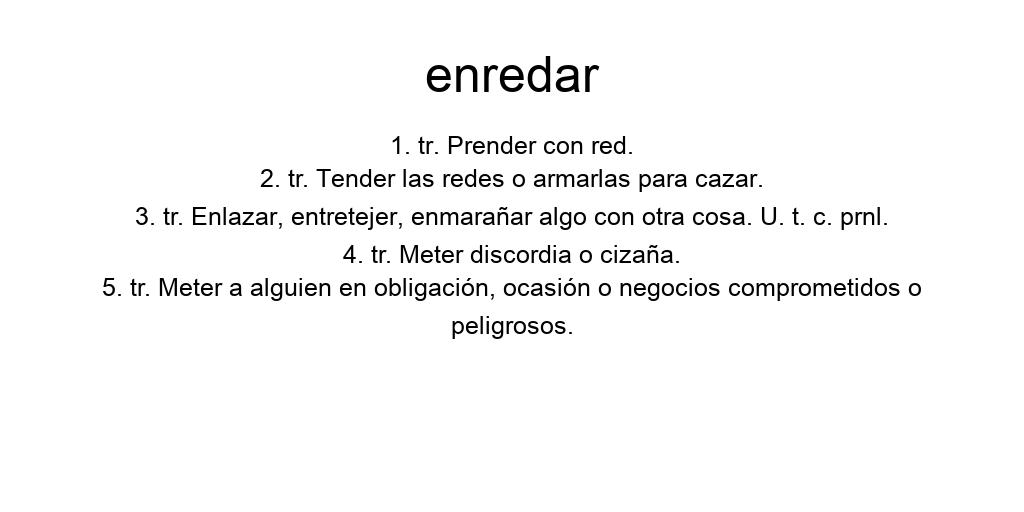 enredar
1. tr. Prender con red.
2. tr. Tender las redes o armarlas para cazar.
3. tr. Enlazar, entretejer, enmarañar algo con otra cosa. U. t. c. prnl.
4. tr. Meter discordia o cizaña.
5. tr. Meter a alguien en obligación, ocasión o negocios comprometidos o
peligrosos.